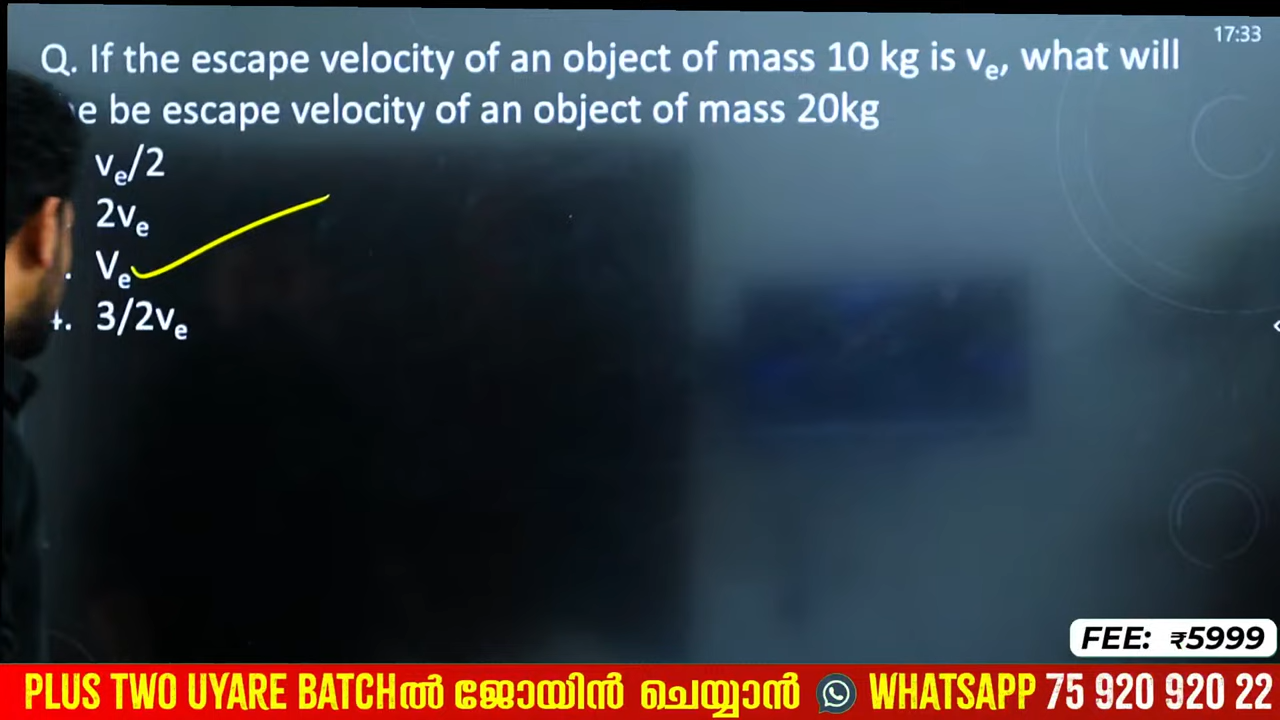 17:33
Q. If the escape velocity of an object of mass 10 kg is vₑ, what will
be escape velocity of an object of mass 20kg
vₑ/2
2vₑ
Vₑ
4. 3/2vₑ
FEE: ₹5999
PLUS TWO UYARE BATCHൽ ജോയിൻ ചെയ്യാൻ WHATSAPP 75 920 920 22